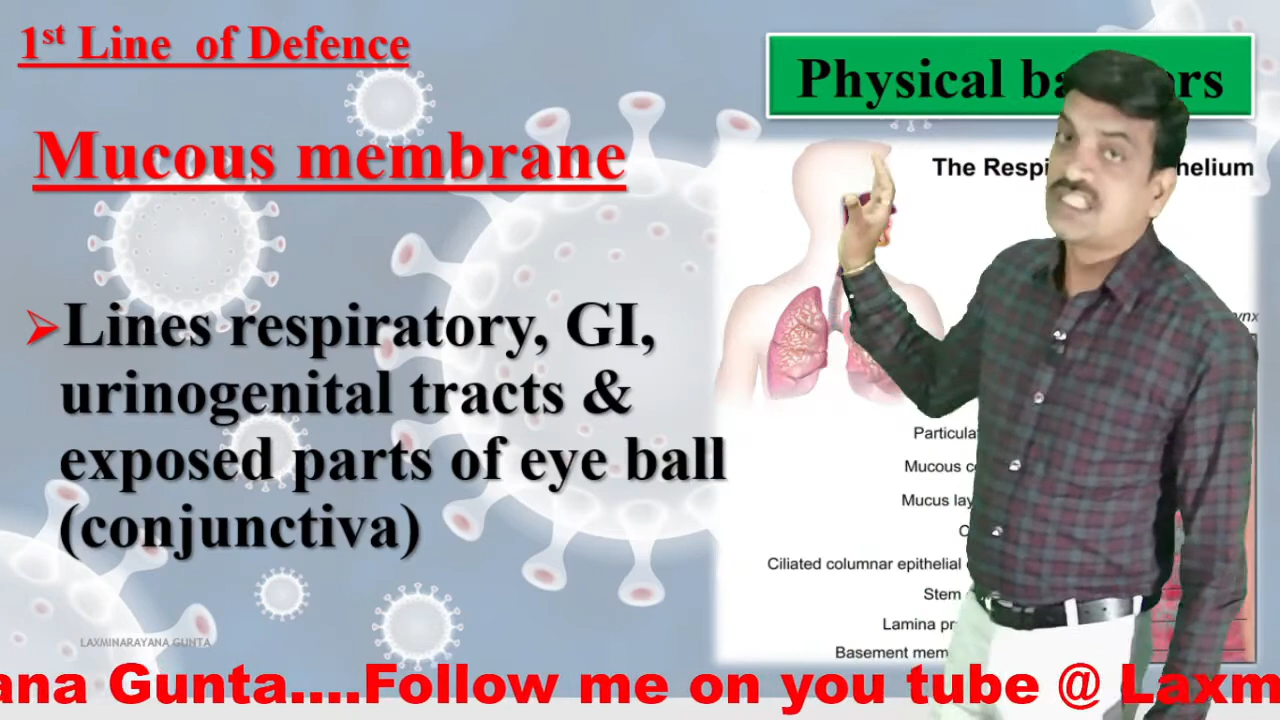 1st Line of Defence
Physical ba rs
Mucous membrane
The Respi helium
➢Lines respiratory, GI,
urinogenital tracts &
exposed parts of eye ball
(conjunctiva)
ynx
Particula
Mucous c
Mucus lay
Ciliated columnar epithelial
Stem
Lamina pr
Basement mem
LAXMINARAYANA.GUNTA
ana Gunta....Follow me on you tube @ Laxm